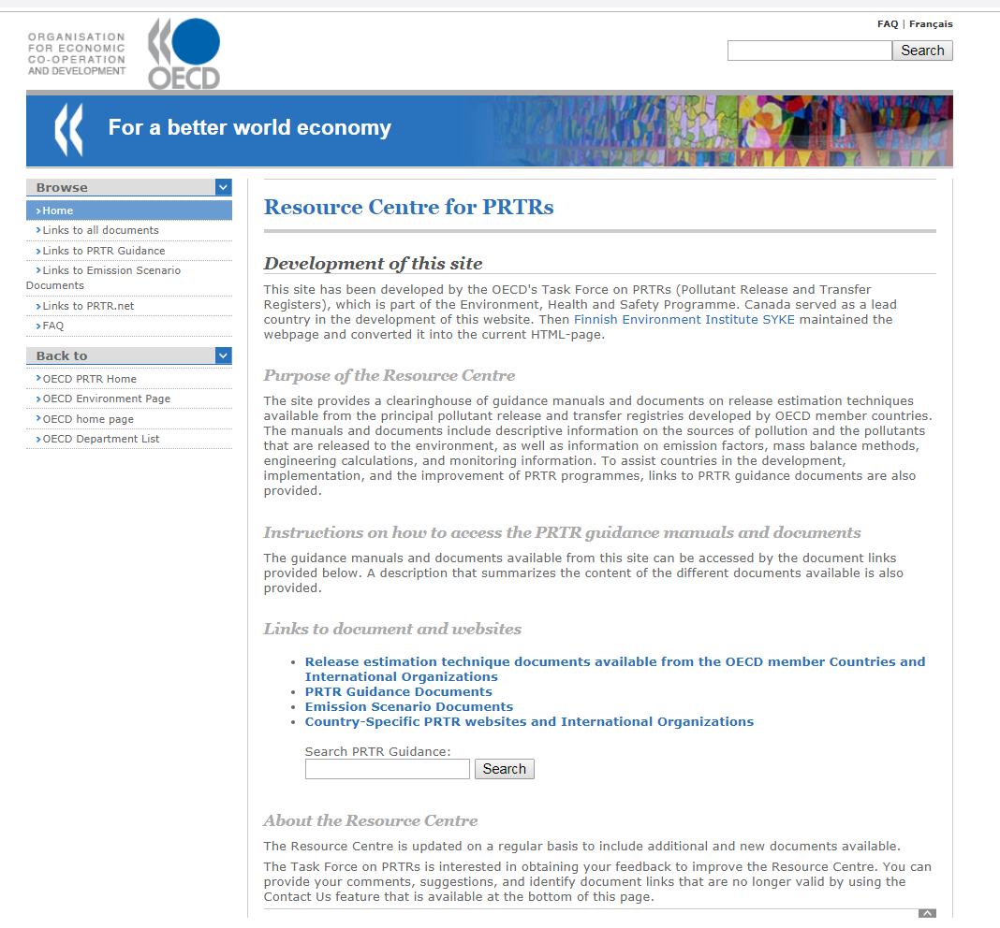 FAQ | Français
ORGANISATION
FOR ECONOMIC
CO-OPERATION
AND DEVELOPMENT
OECD
Search
For a better world economy
Browse
Home
Links to all documents
Links to PRTR Guidance
Links to Emission Scenario
Documents
Links to PRTR.net
FAQ
Back to
OECD PRTR Home
OECD Environment Page
OECD home page
OECD Department List
Resource Centre for PRTRs
Development of this site
This site has been developed by the OECD's Task Force on PRTRs (Pollutant Release and Transfer
Registers), which is part of the Environment, Health and Safety Programme. Canada served as a lead
country in the development of this website. Then Finnish Environment Institute SYKE maintained the
webpage and converted it into the current HTML-page.
Purpose of the Resource Centre
The site provides a clearinghouse of guidance manuals and documents on release estimation techniques
available from the principal pollutant release and transfer registries developed by OECD member countries.
The manuals and documents include descriptive information on the sources of pollution and the pollutants
that are released to the environment, as well as information on emission factors, mass balance methods,
engineering calculations, and monitoring information. To assist countries in the development,
implementation, and the improvement of PRTR programmes, links to PRTR guidance documents are also
provided.
Instructions on how to access the PRTR guidance manuals and documents
The guidance manuals and documents available from this site can be accessed by the document links
provided below. A description that summarizes the content of the different documents available is also
provided.
Links to document and websites
• Release estimation technique documents available from the OECD member Countries and
International Organizations
• PRTR Guidance Documents
• Emission Scenario Documents
• Country-Specific PRTR websites and International Organizations
Search PRTR Guidance:
Search
About the Resource Centre
The Resource Centre is updated on a regular basis to include additional and new documents available.
The Task Force on PRTRs is interested in obtaining your feedback to improve the Resource Centre. You can
provide your comments, suggestions, and identify document links that are no longer valid by using the
Contact Us feature that is available at the bottom of this page.